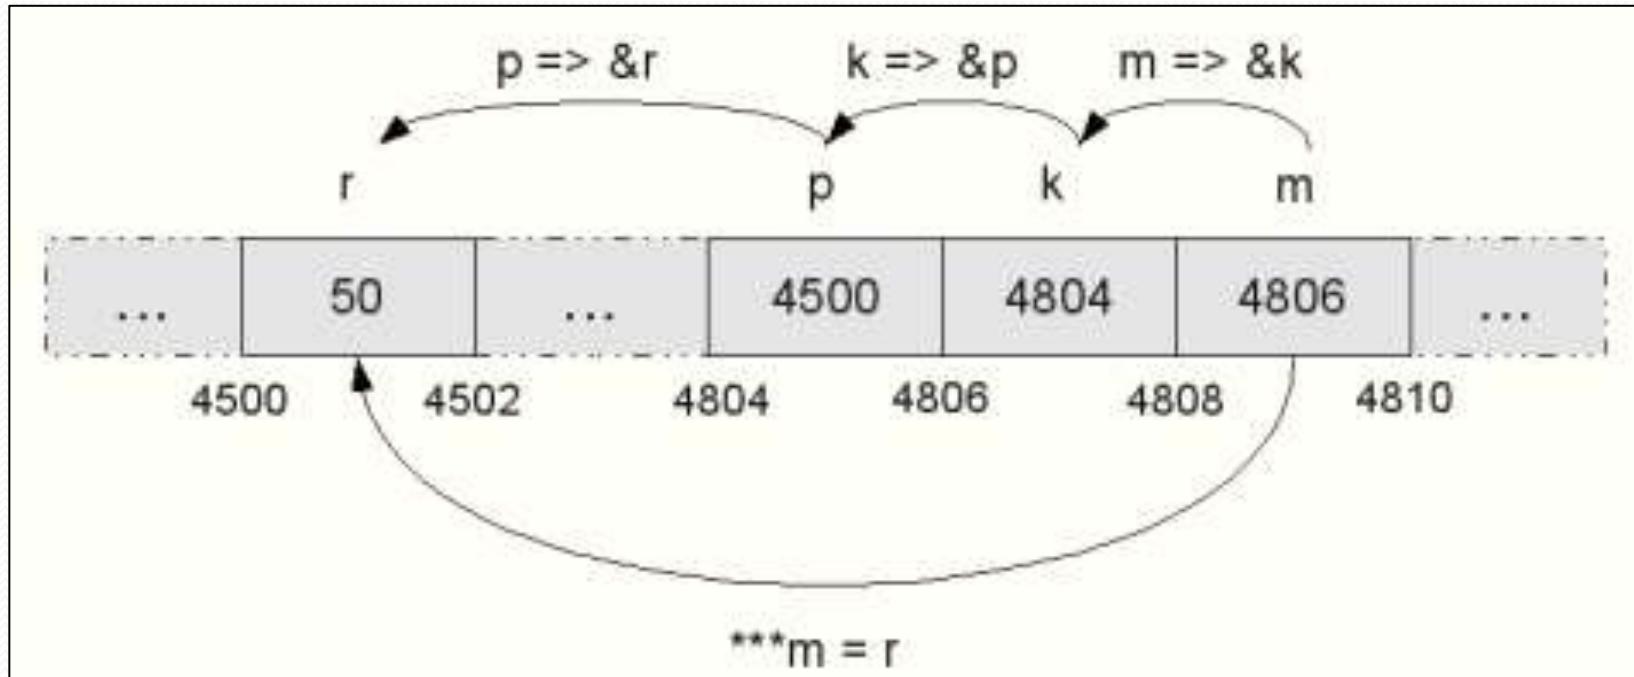 p => &r k => &p m => &k
r p k m
... 50 ... 4500 4804 4806 ...
4500 4502 4804 4806 4808 4810
***m = r